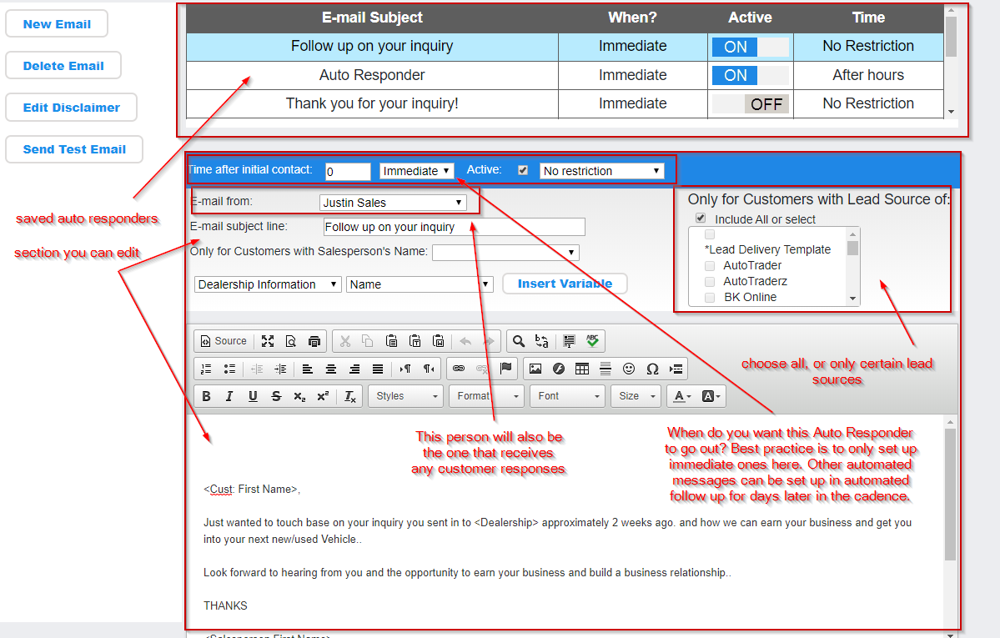 New Email
Delete Email
Edit Disclaimer
Send Test Email
E-mail Subject When? Active Time
Follow up on your inquiry Immediate ON No Restriction
Auto Responder Immediate ON After hours
Thank you for your inquiry! Immediate OFF No Restriction
saved auto responders
section you can edit
Time after initial contact: 0 Immediate Active: No restriction
E-mail from: Justin Sales
E-mail subject line: Follow up on your inquiry
Only for Customers with Salesperson's Name:
Dealership Information Name Insert Variable
Only for Customers with Lead Source of:
Include All or select
*Lead Delivery Template
AutoTrader
AutoTraderz
BK Online
choose all, or only certain lead
sources
Source
ABC
B I U S x₂ x² Tx Styles Format Font Size A A
This person will also be
the one that receives
any customer responses
When do you want this Auto Responder
to go out? Best practice is to only set up
immediate ones here. Other automated
messages can be set up in automated
follow up for days later in the cadence.
<Cust: First Name>,
Just wanted to touch base on your inquiry you sent in to <Dealership> approximately 2 weeks ago. and how we can earn your business and get you
into your next new/used Vehicle..
Look forward to hearing from you and the opportunity to earn your business and build a business relationship..
THANKS
<Salesperson First Name>